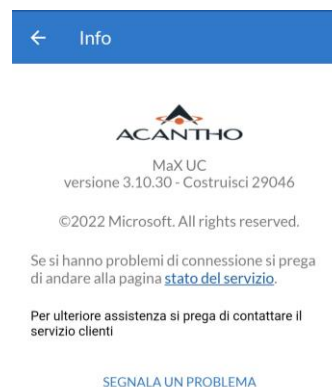 Info
ACANTHO
MaX UC
versione 3.10.30 - Costruisci 29046
©2022 Microsoft. All rights reserved.
Se si hanno problemi di connessione si prega
di andare alla pagina stato del servizio.
Per ulteriore assistenza si prega di contattare il
servizio clienti
SEGNALA UN PROBLEMA